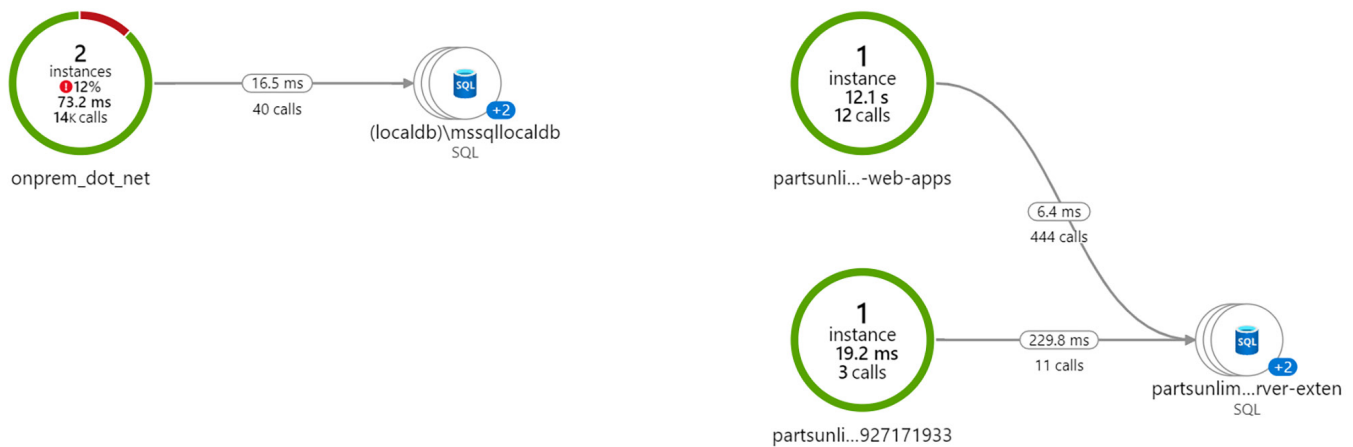 2
instances
12%
73.2 ms
14K calls
onprem_dot_net
16.5 ms
40 calls
SQL
+2
(localdb)\mssqllocaldb
SQL
1
instance
12.1 s
12 calls
partsunli...-web-apps
6.4 ms
444 calls
1
instance
19.2 ms
3 calls
partsunli...927171933
229.8 ms
11 calls
SQL
+2
partsunlim...rver-exten
SQL